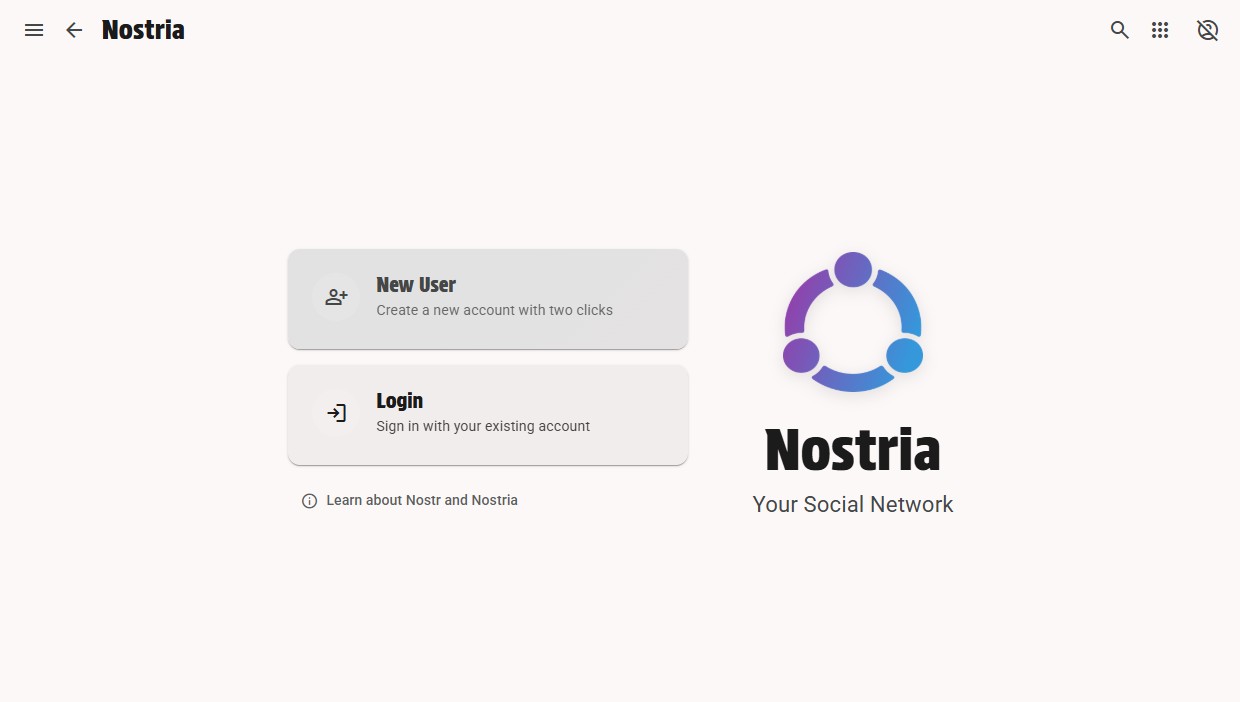 Nostria
New User
Create a new account with two clicks
Login
Sign in with your existing account
Learn about Nostr and Nostria
Nostria
Your Social Network